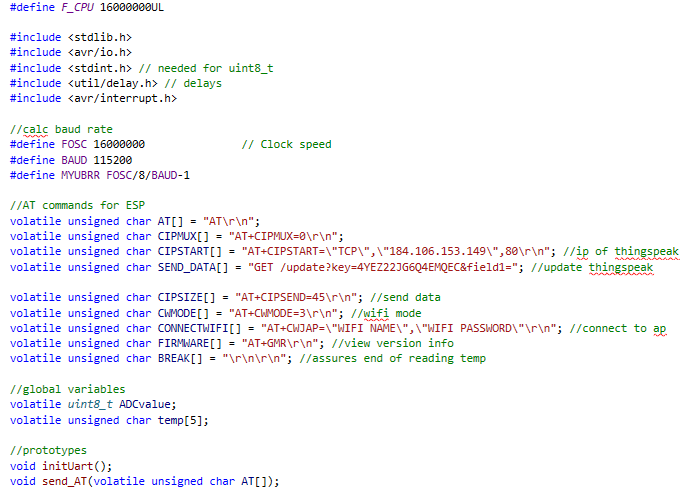 #define F_CPU 16000000UL
#include <stdlib.h>
#include <avr/io.h>
#include <stdint.h> // needed for uint8_t
#include <util/delay.h> // delays
#include <avr/interrupt.h>
//calc baud rate
#define FOSC 16000000 // Clock speed
#define BAUD 115200
#define MYUBRR FOSC/8/BAUD-1
//AT commands for ESP
volatile unsigned char AT[] = "AT\r\n";
volatile unsigned char CIPMUX[] = "AT+CIPMUX=0\r\n";
volatile unsigned char CIPSTART[] = "AT+CIPSTART=\"TCP\",\"184.106.153.149\",80\r\n"; //ip of thingspeak
volatile unsigned char SEND_DATA[] = "GET /update?key=4YEZ22JG6Q4EMQEC&field1="; //update thingspeak
volatile unsigned char CIPSIZE[] = "AT+CIPSEND=45\r\n"; //send data
volatile unsigned char CWMODE[] = "AT+CWMODE=3\r\n"; //wifi mode
volatile unsigned char CONNECTWIFI[] = "AT+CWJAP=\"WIFI NAME\",\"WIFI PASSWORD\"\r\n"; //connect to ap
volatile unsigned char FIRMWARE[] = "AT+GMR\r\n"; //view version info
volatile unsigned char BREAK[] = "\r\n\r\n"; //assures end of reading temp
//global variables
volatile uint8_t ADCvalue;
volatile unsigned char temp[5];
//prototypes
void initUart();
void send_AT(volatile unsigned char AT[]);